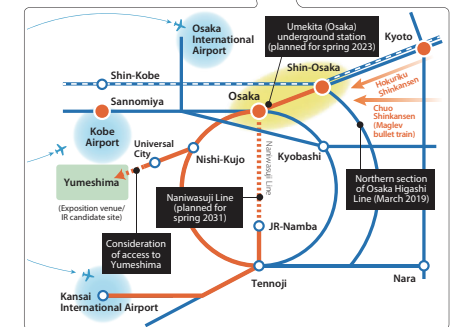 Osaka
International
Airport
Umekita (Osaka)
underground station
(planned for spring 2023)
Kyoto
Shin-Osaka
Shin-Kobe
Osaka
Hokuriku
Shinkansen
Sannomiya
Chuo
Shinkansen
(Maglev
bullet train)
Kobe
Airport
Universal
City
Nishi-Kujo
Naniwasuji Line
Kyobashi
Yumeshima
(Exposition venue/
IR candidate site)
Naniwasuji Line
(planned for
spring 2031)
Northern section
of Osaka Higashi
Line (March 2019)
JR-Namba
Consideration
of access to
Yumeshima
Tennoji
Nara
Kansai
International Airport